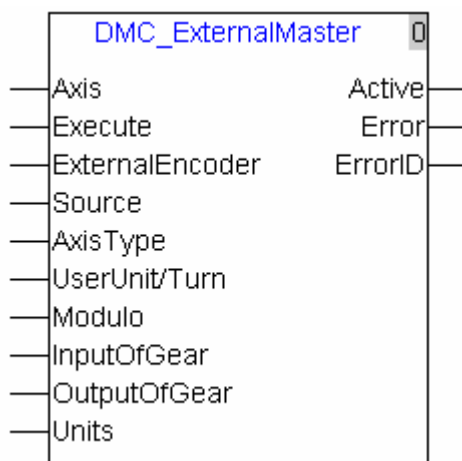 DMC_ExternalMaster 0
Axis Active
Execute Error
ExternalEncoder ErrorID
Source
AxisType
UserUnit/Turn
Modulo
InputOfGear
OutputOfGear
Units